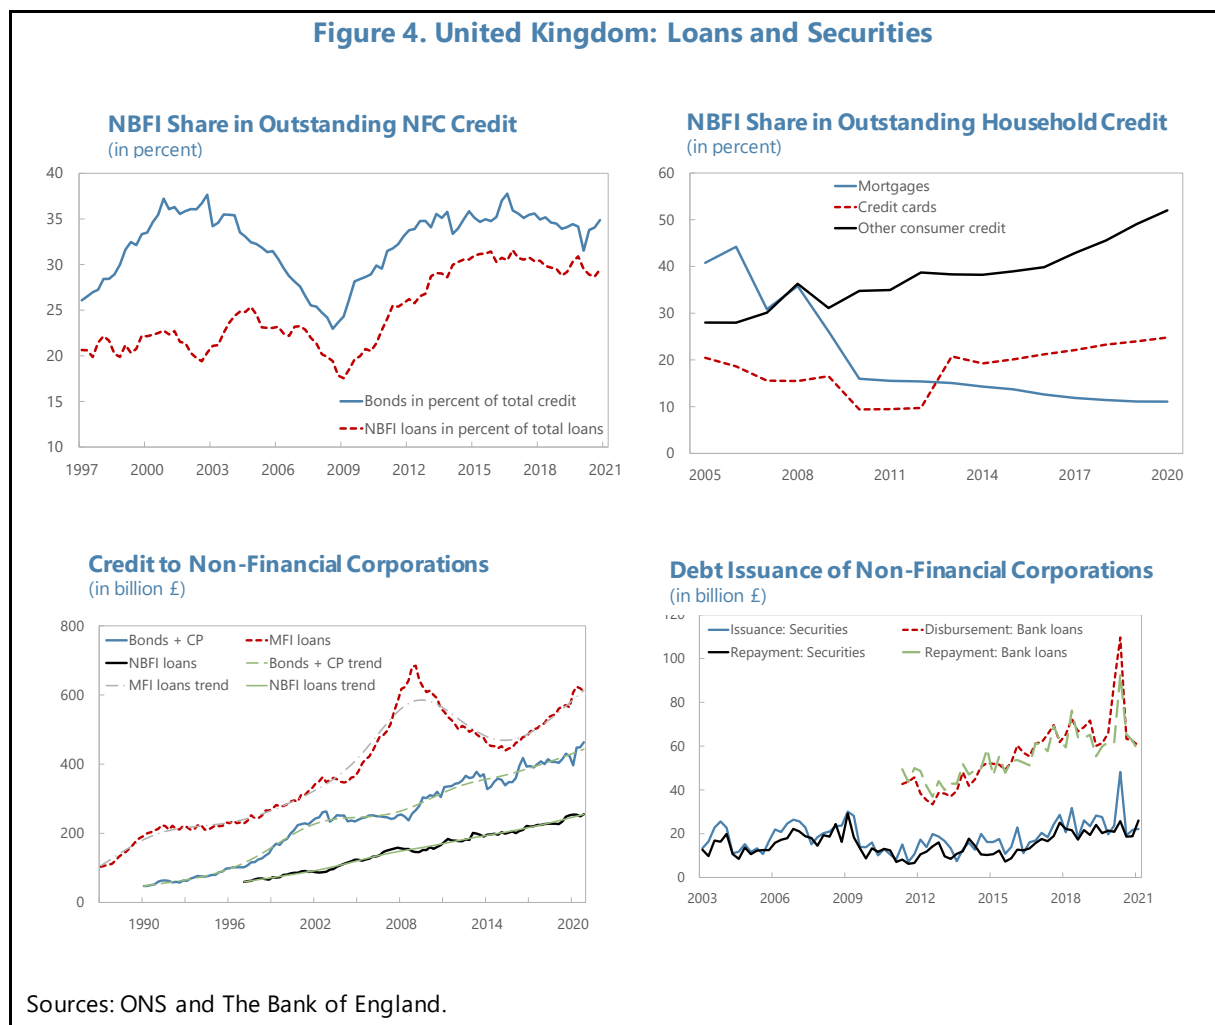 Figure 4. United Kingdom: Loans and Securities
NBFI Share in Outstanding NFC Credit
(in percent)
40
35
30
25
20
15
10
Bonds in percent of total credit
NBFI loans in percent of total loans
1997 2000 2003 2006 2009 2012 2015 2018 2021
NBFI Share in Outstanding Household Credit
(in percent)
60
50
40
30
20
10
0
Mortgages
Credit cards
Other consumer credit
2005 2008 2011 2014 2017 2020
Credit to Non-Financial Corporations
(in billion £)
800
600
400
200
0
Bonds + CP MFI loans
NBFI loans Bonds + CP trend
MFI loans trend NBFI loans trend
1990 1996 2002 2008 2014 2020
Debt Issuance of Non-Financial Corporations
(in billion £)
120
100
80
60
40
20
0
Issuance: Securities Disbursement: Bank loans
Repayment: Securities Repayment: Bank loans
2003 2006 2009 2012 2015 2018 2021
Sources: ONS and The Bank of England.